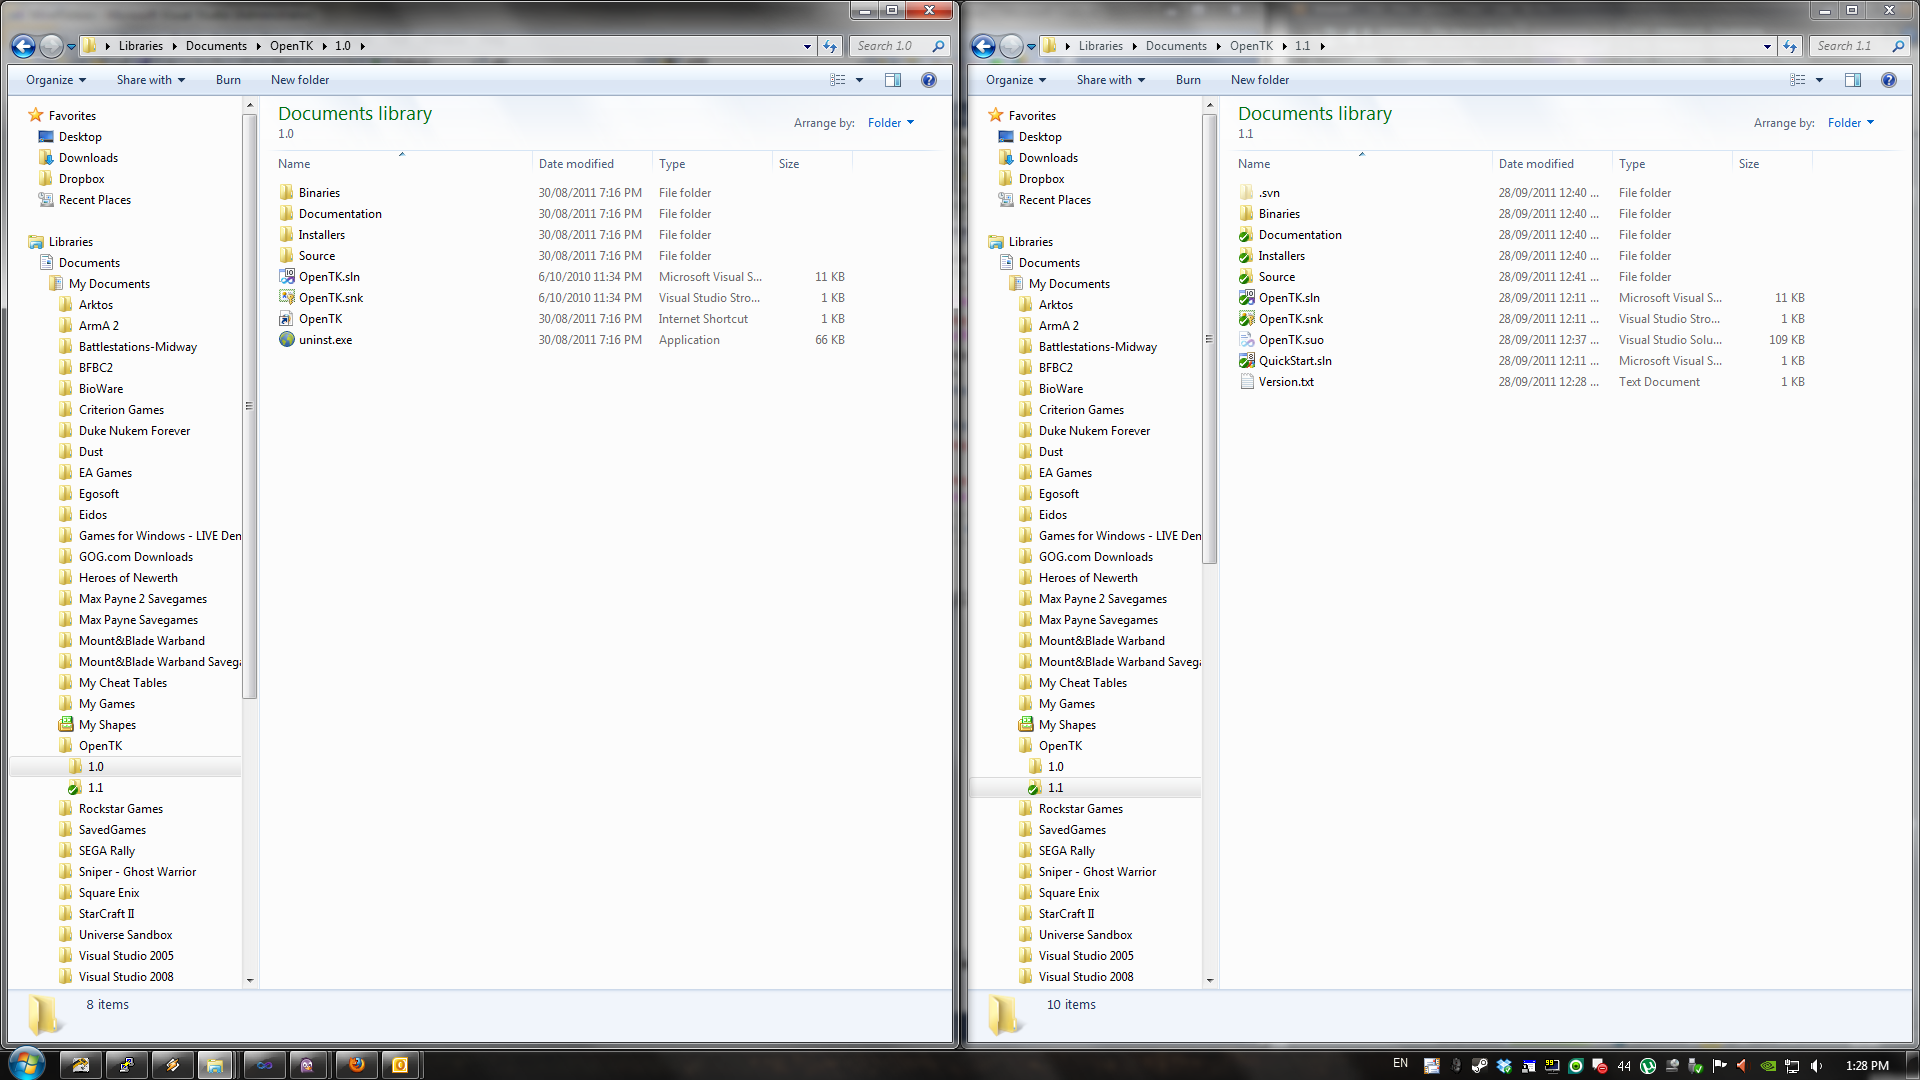 Libraries Documents OpenTK 1.0
Search 1.0
Organize Share with Burn New folder
Favorites
Desktop
Downloads
Dropbox
Recent Places
Libraries
Documents
My Documents
Arktos
ArmA 2
Battlestations-Midway
BFBC2
BioWare
Criterion Games
Duke Nukem Forever
Dust
EA Games
Egosoft
Eidos
Games for Windows - LIVE Den
GOG.com Downloads
Heroes of Newerth
Max Payne 2 Savegames
Max Payne Savegames
Mount&Blade Warband
Mount&Blade Warband Savega
My Cheat Tables
My Games
My Shapes
OpenTK
1.0
1.1
Rockstar Games
SavedGames
SEGA Rally
Sniper - Ghost Warrior
Square Enix
StarCraft II
Universe Sandbox
Visual Studio 2005
Visual Studio 2008
Documents library
1.0
Arrange by: Folder
Name Date modified Type Size
Binaries 30/08/2011 7:16 PM File folder
Documentation 30/08/2011 7:16 PM File folder
Installers 30/08/2011 7:16 PM File folder
Source 30/08/2011 7:16 PM File folder
OpenTK.sln 6/10/2010 11:34 PM Microsoft Visual S... 11 KB
OpenTK.snk 6/10/2010 11:34 PM Visual Studio Stro... 1 KB
OpenTK 30/08/2011 7:16 PM Internet Shortcut 1 KB
uninst.exe 30/08/2011 7:16 PM Application 66 KB
8 items
Libraries Documents OpenTK 1.1
Search 1.1
Organize Share with Burn New folder
Favorites
Desktop
Downloads
Dropbox
Recent Places
Libraries
Documents
My Documents
Arktos
ArmA 2
Battlestations-Midway
BFBC2
BioWare
Criterion Games
Duke Nukem Forever
Dust
EA Games
Egosoft
Eidos
Games for Windows - LIVE Den
GOG.com Downloads
Heroes of Newerth
Max Payne 2 Savegames
Max Payne Savegames
Mount&Blade Warband
Mount&Blade Warband Savega
My Cheat Tables
My Games
My Shapes
OpenTK
1.0
1.1
Rockstar Games
SavedGames
SEGA Rally
Sniper - Ghost Warrior
Square Enix
StarCraft II
Universe Sandbox
Visual Studio 2005
Visual Studio 2008
Documents library
1.1
Arrange by: Folder
Name Date modified Type Size
.svn 28/09/2011 12:40 ... File folder
Binaries 28/09/2011 12:40 ... File folder
Documentation 28/09/2011 12:40 ... File folder
Installers 28/09/2011 12:40 ... File folder
Source 28/09/2011 12:41 ... File folder
OpenTK.sln 28/09/2011 12:11 ... Microsoft Visual S... 11 KB
OpenTK.snk 28/09/2011 12:11 ... Visual Studio Stro... 1 KB
OpenTK.suo 28/09/2011 12:37 ... Visual Studio Solu... 109 KB
QuickStart.sln 28/09/2011 12:11 ... Microsoft Visual S... 1 KB
Version.txt 28/09/2011 12:28 ... Text Document 1 KB
10 items
EN 44 1:28 PM